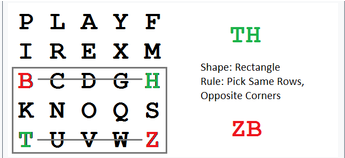 P L A Y F
I R E X M
B C D G H
K N O Q S
T U V W Z
TH
Shape: Rectangle
Rule: Pick Same Rows,
Opposite Corners
ZB